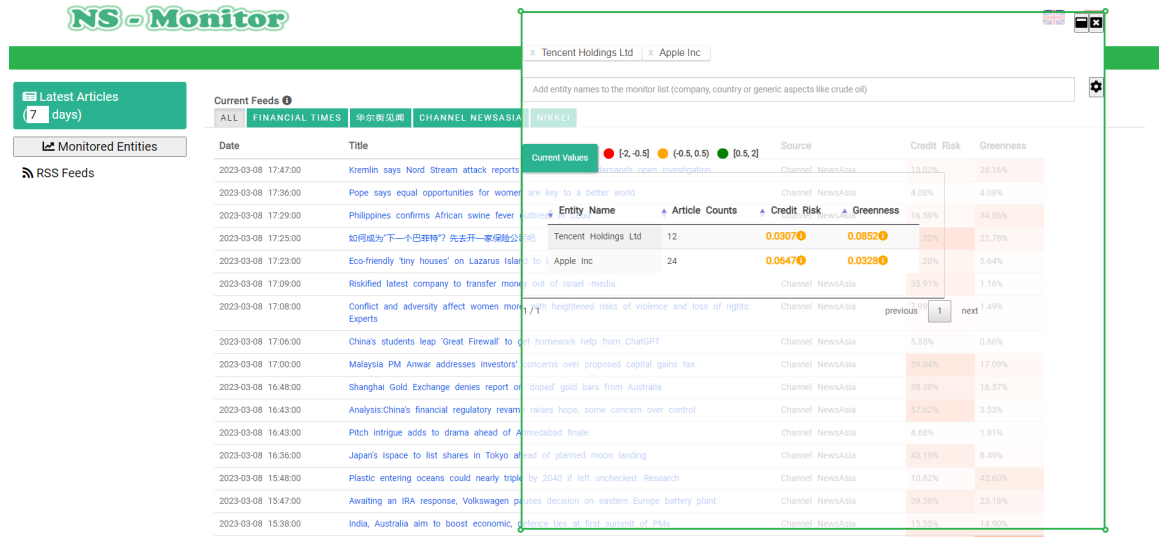 NS - Monitor
x Tencent Holdings Ltd x Apple Inc
Add entity names to the monitor list (company, country or generic aspects like crude oil)
Latest Articles
(7 days)
Monitored Entities
RSS Feeds
Current Feeds
ALL FINANCIAL TIMES 华尔街见闻 CHANNEL NEWSASIA NIKKEI
Current Values [-2, -0.5] (-0.5, 0.5) [0.5, 2]
Entity Name Article Counts Credit Risk Greenness
Tencent Holdings Ltd 12 0.0307 0.0852
Apple Inc 24 0.0647 0.0328
1 / 1 previous 1 next
Date Title Source Credit Risk Greenness
2023-03-08 17:47:00 Kremlin says Nord Stream attack reports demands open investigation Channel NewsAsia 13.02% 26.16%
2023-03-08 17:36:00 Pope says equal opportunities for women are key to a better world Channel NewsAsia 4.08% 4.08%
2023-03-08 17:29:00 Philippines confirms African swine fever outbreak in NewsAsia 16.59% 34.86%
2023-03-08 17:25:00 如何成为"下一个巴菲特"？先去开一家保险公司吧 .22% 22.78%
2023-03-08 17:23:00 Eco-friendly 'tiny houses' on Lazarus Island to .20% 5.64%
2023-03-08 17:09:00 Riskified latest company to transfer money out of Israel -media Channel NewsAsia 35.91% 1.16%
2023-03-08 17:08:00 Conflict and adversity affect women more, with heightened risks of violence and loss of rights: Experts Channel NewsAsia 7.99% 1.49%
2023-03-08 17:06:00 China's students leap 'Great Firewall' to get homework help from ChatGPT Channel NewsAsia 5.85% 0.86%
2023-03-08 17:00:00 Malaysia PM Anwar addresses investors' concerns over proposed capital gains tax Channel NewsAsia 59.04% 17.09%
2023-03-08 16:48:00 Shanghai Gold Exchange denies report on 'doped' gold bars from Australia Channel NewsAsia 38.38% 16.37%
2023-03-08 16:43:00 Analysis:China's financial regulatory revamp raises hope, some concern over control Channel NewsAsia 57.62% 3.53%
2023-03-08 16:43:00 Pitch intrigue adds to drama ahead of Ahmedabad finale Channel NewsAsia 4.68% 1.81%
2023-03-08 16:36:00 Japan's ispace to list shares in Tokyo ahead of planned moon landing Channel NewsAsia 43.15% 8.49%
2023-03-08 15:48:00 Plastic entering oceans could nearly triple by 2040 if left unchecked: Research Channel NewsAsia 10.82% 42.60%
2023-03-08 15:47:00 Awaiting an IRA response, Volkswagen pauses decision on eastern Europe battery plant Channel NewsAsia 39.58% 23.18%
2023-03-08 15:38:00 India, Australia aim to boost economic, defence ties at first summit of PMs Channel NewsAsia 15.55% 14.90%